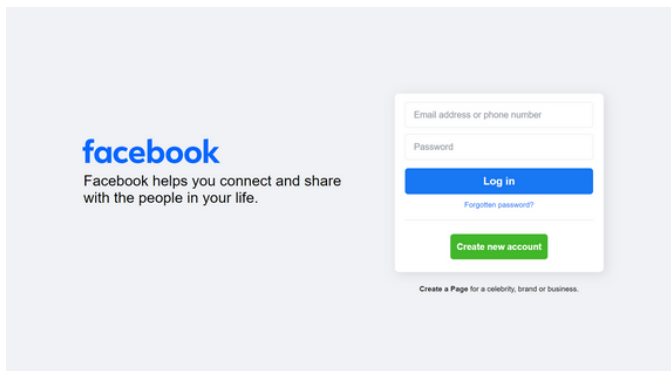 facebook
Facebook helps you connect and share
with the people in your life.
Email address or phone number
Password
Log in
Forgotten password?
Create new account
Create a Page for a celebrity, brand or business.